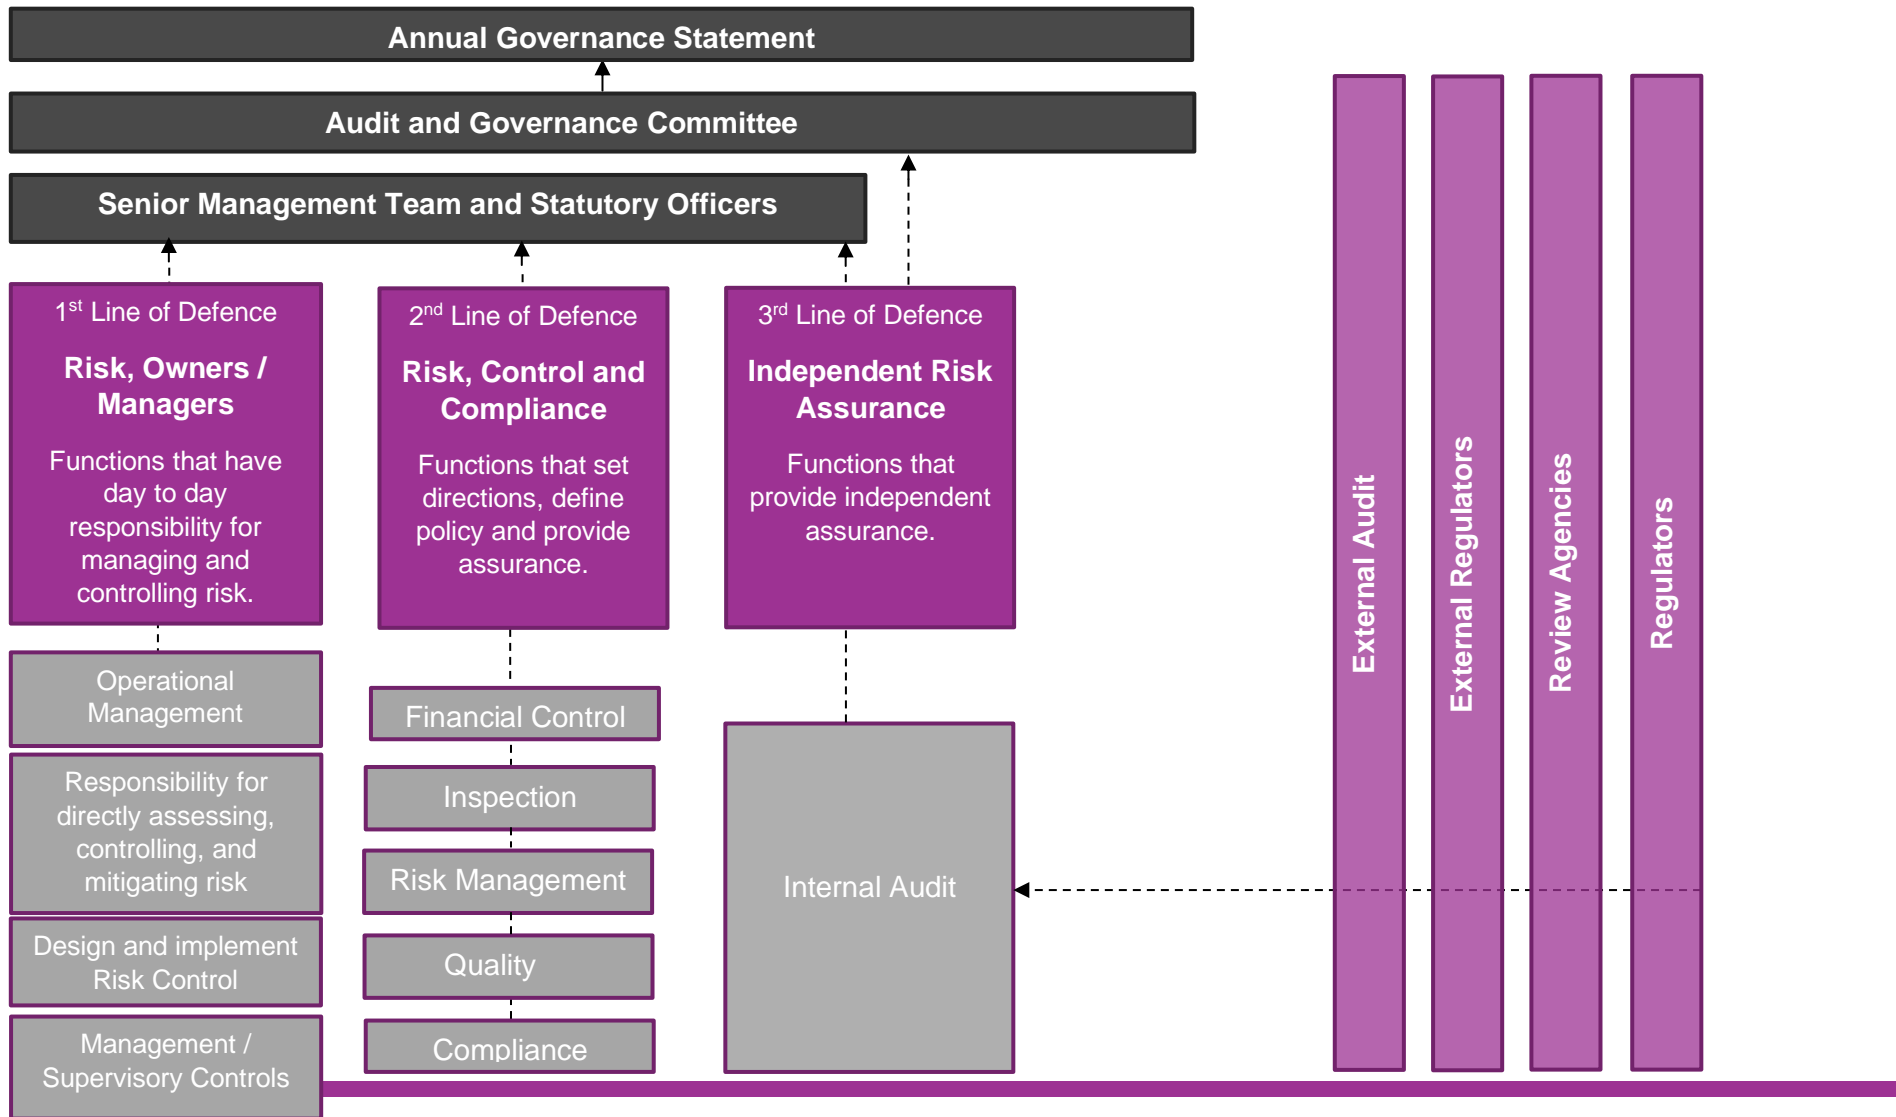 Annual Governance Statement
Audit and Governance Committee
Senior Management Team and Statutory Officers
1st Line of Defence
Risk, Owners /
Managers
Functions that have
day to day
responsibility for
managing and
controlling risk.
Operational
Management
Responsibility for
directly assessing,
controlling, and
mitigating risk
Design and implement
Risk Control
Management /
Supervisory Controls
2nd Line of Defence
Risk, Control and
Compliance
Functions that set
directions, define
policy and provide
assurance.
Financial Control
Inspection
Risk Management
Quality
Compliance
3rd Line of Defence
Independent Risk
Assurance
Functions that
provide independent
assurance.
Internal Audit
External Audit
External Regulators
Review Agencies
Regulators